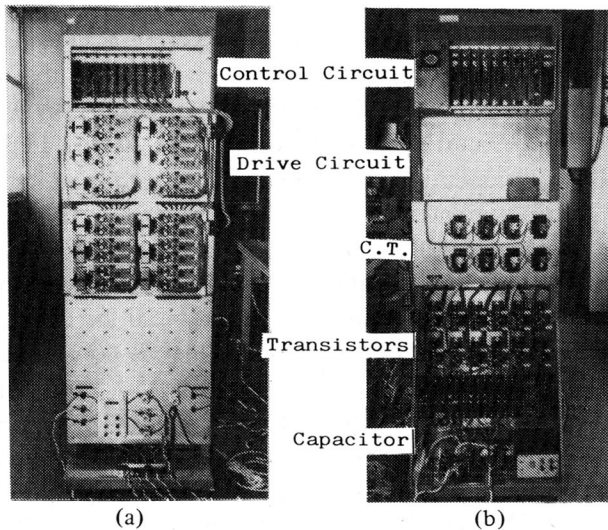 Control Circuit
Drive Circuit
C.T.
Transistors
Capacitor
(a)
(b)